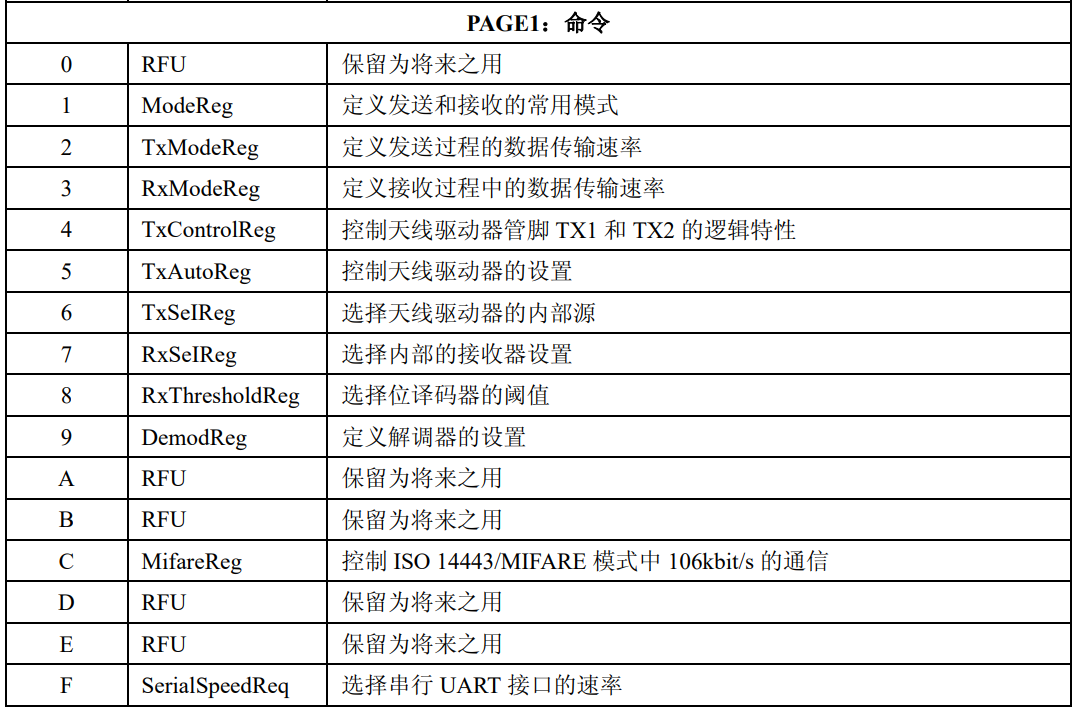 PAGE1：命令
0 RFU 保留为将来之用
1 ModeReg 定义发送和接收的常用模式
2 TxModeReg 定义发送过程的数据传输速率
3 RxModeReg 定义接收过程中的数据传输速率
4 TxControlReg 控制天线驱动器管脚 TX1 和 TX2 的逻辑特性
5 TxAutoReg 控制天线驱动器的设置
6 TxSeIReg 选择天线驱动器的内部源
7 RxSeIReg 选择内部的接收器设置
8 RxThresholdReg 选择位译码器的阈值
9 DemodReg 定义解调器的设置
A RFU 保留为将来之用
B RFU 保留为将来之用
C MifareReg 控制 ISO 14443/MIFARE 模式中 106kbit/s 的通信
D RFU 保留为将来之用
E RFU 保留为将来之用
F SerialSpeedReq 选择串行 UART 接口的速率